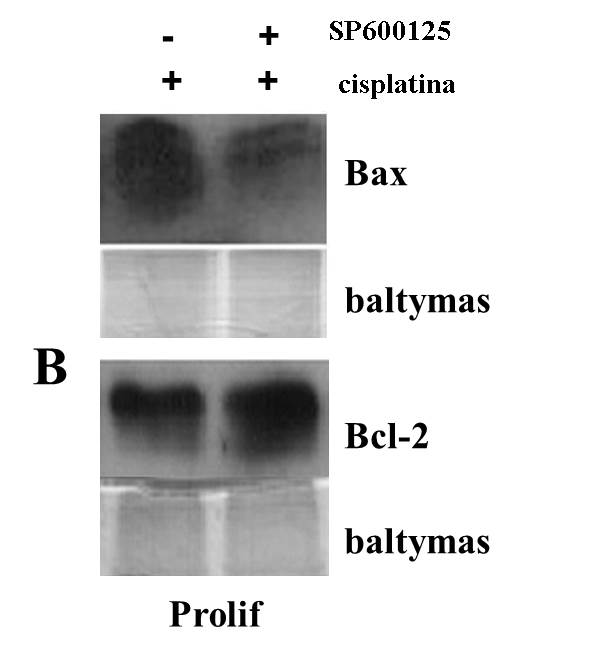 - + SP600125
+ + cisplatina
Bax
baltymas
B
Bcl-2
baltymas
Prolif